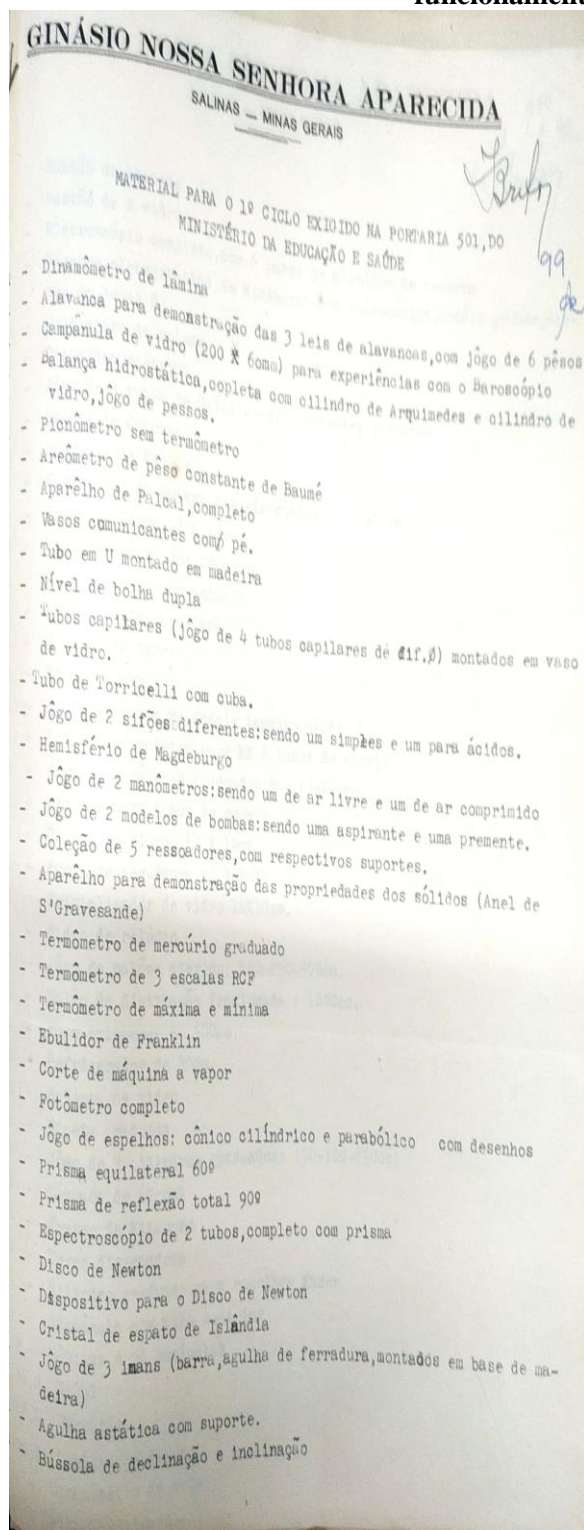 GINÁSIO NOSSA SENHORA APARECIDA
SALINAS — MINAS GERAIS
99
MATERIAL PARA O 1º CICLO EXIGIDO NA PORTARIA 501,DO
MINISTÉRIO DA EDUCAÇÃO E SAÚDE
- Dinamômetro de lâmina
- Alavanca para demonstração das 3 leis de alavancas,com jôgo de 6 pêsos
- Campânula de vidro (200 X 60mm) para experiências com o Baroscópio
- Balança hidrostática,copleta com cilindro de Arquimedes e cilindro de
vidro,jôgo de pessos.
- Picnômetro sem termômetro
- Areômetro de pêso constante de Baumé
- Aparêlho de Palcal,completo
- Vasos comunicantes com pé.
- Tubo em U montado em madeira
- Nível de bolha dupla
- Tubos capilares (jôgo de 4 tubos capilares de dif.Ø) montados em vaso
de vidro.
- Tubo de Torricelli com cuba.
- Jôgo de 2 sifões diferentes:sendo um simples e um para ácidos.
- Hemisfério de Magdeburgo
- Jôgo de 2 manômetros:sendo um de ar livre e um de ar comprimido
- Jôgo de 2 modelos de bombas:sendo uma aspirante e uma premente.
- Coleção de 5 ressoadores,com respectivos suportes.
- Aparêlho para demonstração das propriedades dos sólidos (Anel de
S'Gravesande)
- Termômetro de mercúrio graduado
- Termômetro de 3 escalas RCF
- Termômetro de máxima e mínima
- Ebulidor de Franklin
- Corte de máquina a vapor
- Fotômetro completo
- Jôgo de espelhos: cônico cilíndrico e parabólico com desenhos
- Prisma equilateral 60º
- Prisma de reflexão total 90º
- Espectroscópio de 2 tubos,completo com prisma
- Disco de Newton
- Dispositivo para o Disco de Newton
- Cristal de espato de Islândia
- Jôgo de 3 imans (barra,agulha de ferradura,montados em base de ma-
deira)
- Agulha astática com suporte.
- Bússola de declinação e inclinação